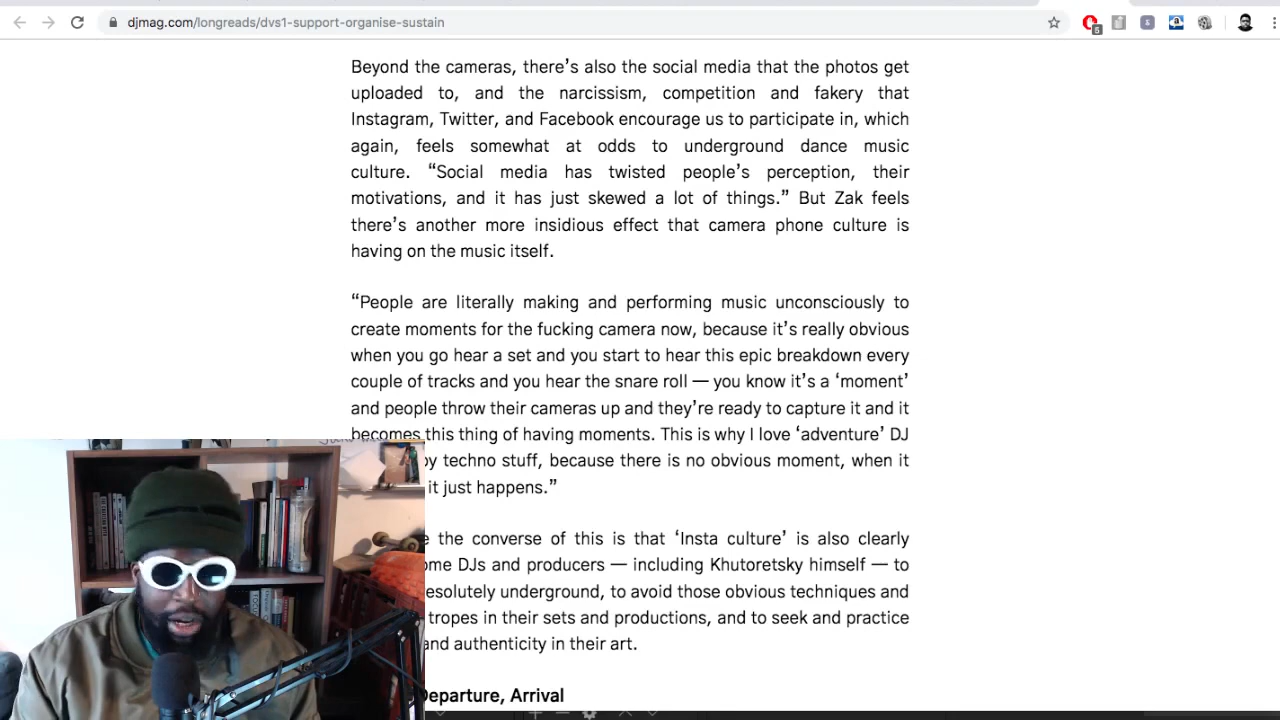 djmag.com/longreads/dvs1-support-organise-sustain
5
Beyond the cameras, there’s also the social media that the photos get
uploaded to, and the narcissism, competition and fakery that
Instagram, Twitter, and Facebook encourage us to participate in, which
again, feels somewhat at odds to underground dance music
culture. “Social media has twisted people’s perception, their
motivations, and it has just skewed a lot of things.” But Zak feels
there’s another more insidious effect that camera phone culture is
having on the music itself.
“People are literally making and performing music unconsciously to
create moments for the fucking camera now, because it’s really obvious
when you go hear a set and you start to hear this epic breakdown every
couple of tracks and you hear the snare roll — you know it’s a ‘moment’
and people throw their cameras up and they’re ready to capture it and it
becomes this thing of having moments. This is why I love ‘adventure’ DJ
techno stuff, because there is no obvious moment, when it
it just happens.”
the converse of this is that ‘Insta culture’ is also clearly
DJs and producers — including Khutoretsky himself — to
underground, to avoid those obvious techniques and
tropes in their sets and productions, and to seek and practice
and authenticity in their art.
Departure, Arrival